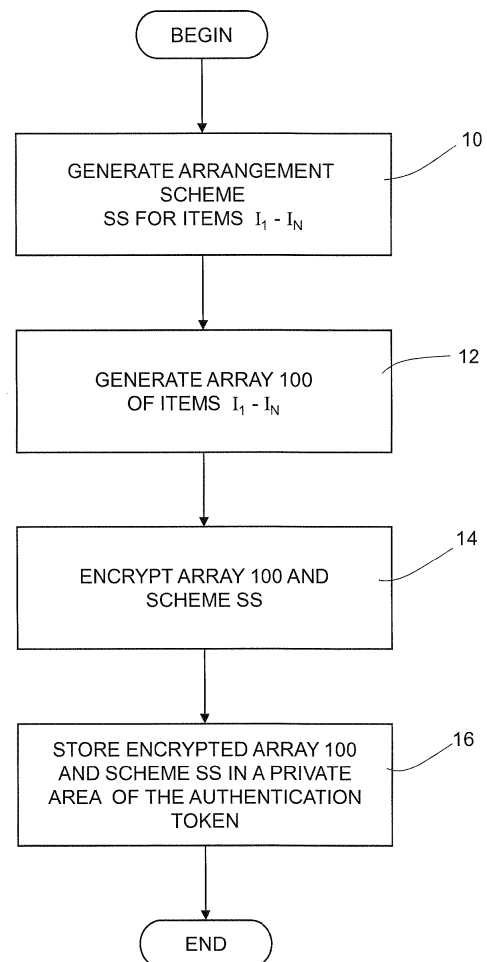 BEGIN
GENERATE ARRANGEMENT
SCHEME
SS FOR ITEMS I₁ - I_N
10
GENERATE ARRAY 100
OF ITEMS I₁ - I_N
12
ENCRYPT ARRAY 100 AND
SCHEME SS
14
STORE ENCRYPTED ARRAY 100
AND SCHEME SS IN A PRIVATE
AREA OF THE AUTHENTICATION
TOKEN
16
END